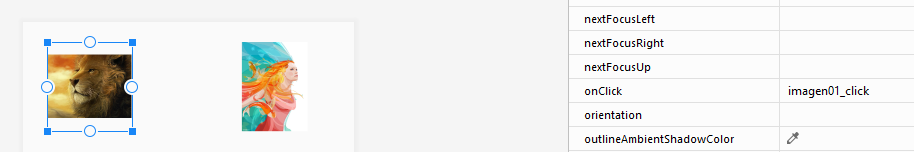 nextFocusLeft
nextFocusRight
nextFocusUp
onClick imagen01_click
orientation
outlineAmbientShadowColor